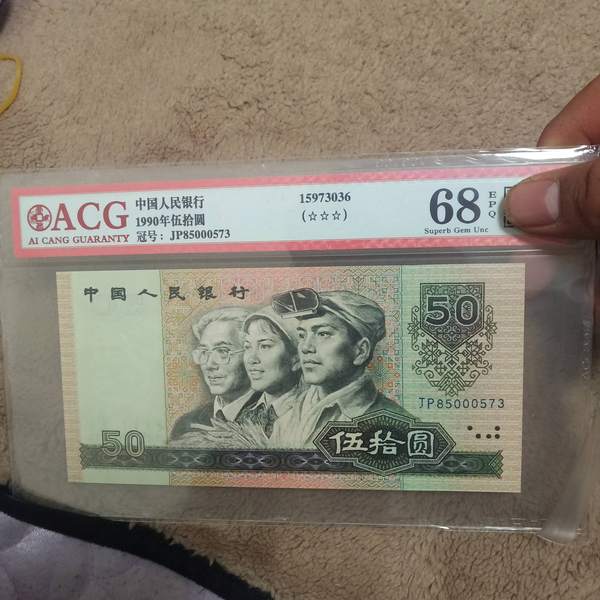 ACG
AI CANG GUARANTY
中国人民银行
1990年伍拾圆
冠号: JP85000573
15973036
(☆☆☆)
68
EPQ
Superb Gem Unc
中国人民银行
50
JP85000573
50
伍拾圆